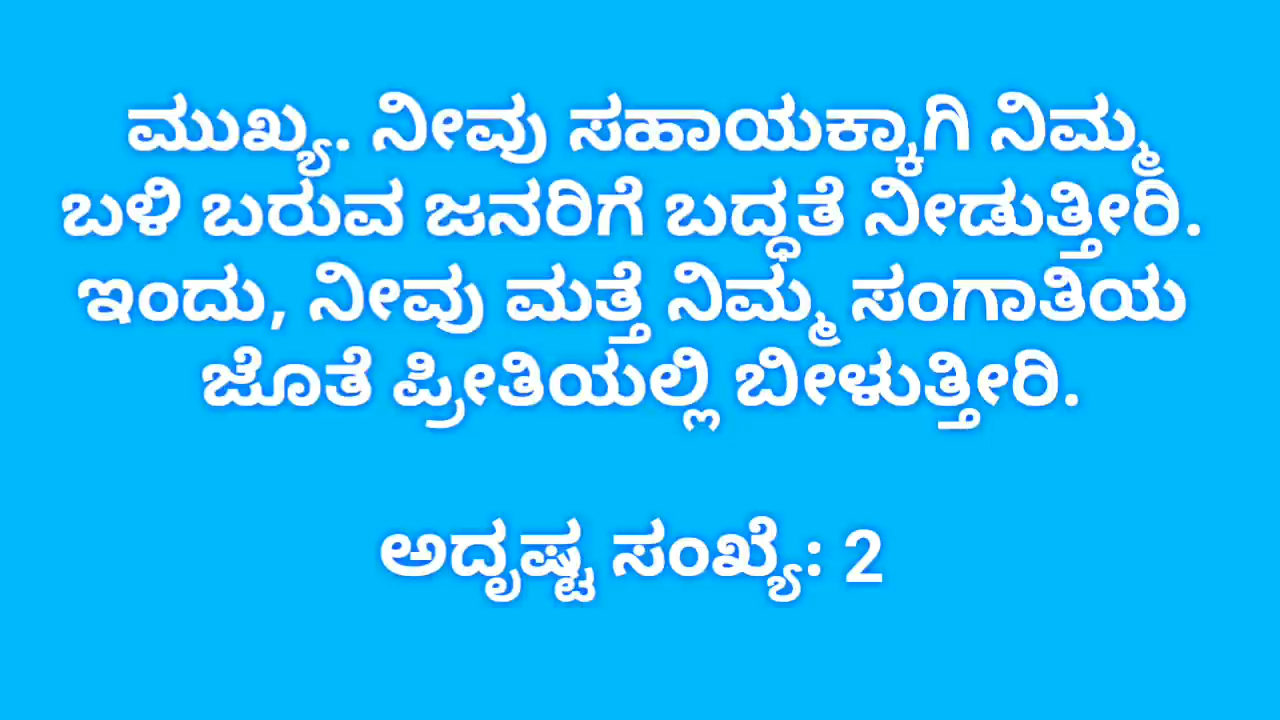 ಮುಖ್ಯ. ನೀವು ಸಹಾಯಕ್ಕಾಗಿ ನಿಮ್ಮ
ಬಳಿ ಬರುವ ಜನರಿಗೆ ಬದ್ಧತೆ ನೀಡುತ್ತೀರಿ.
ಇಂದು, ನೀವು ಮತ್ತೆ ನಿಮ್ಮ ಸಂಗಾತಿಯ
ಜೊತೆ ಪ್ರೀತಿಯಲ್ಲಿ ಬೀಳುತ್ತೀರಿ.
ಅದೃಷ್ಟ ಸಂಖ್ಯೆ: 2